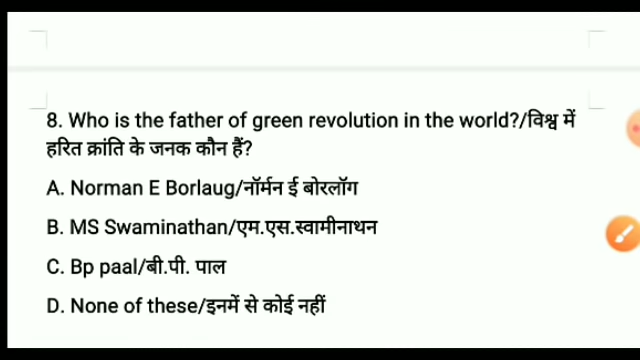 8. Who is the father of green revolution in the world?/विश्व में
हरित क्रांति के जनक कौन हैं?
A. Norman E Borlaug/नॉर्मन ई बोरलॉग
B. MS Swaminathan/एम.एस.स्वामीनाथन
C. Bp paal/बी.पी. पाल
D. None of these/इनमें से कोई नहीं